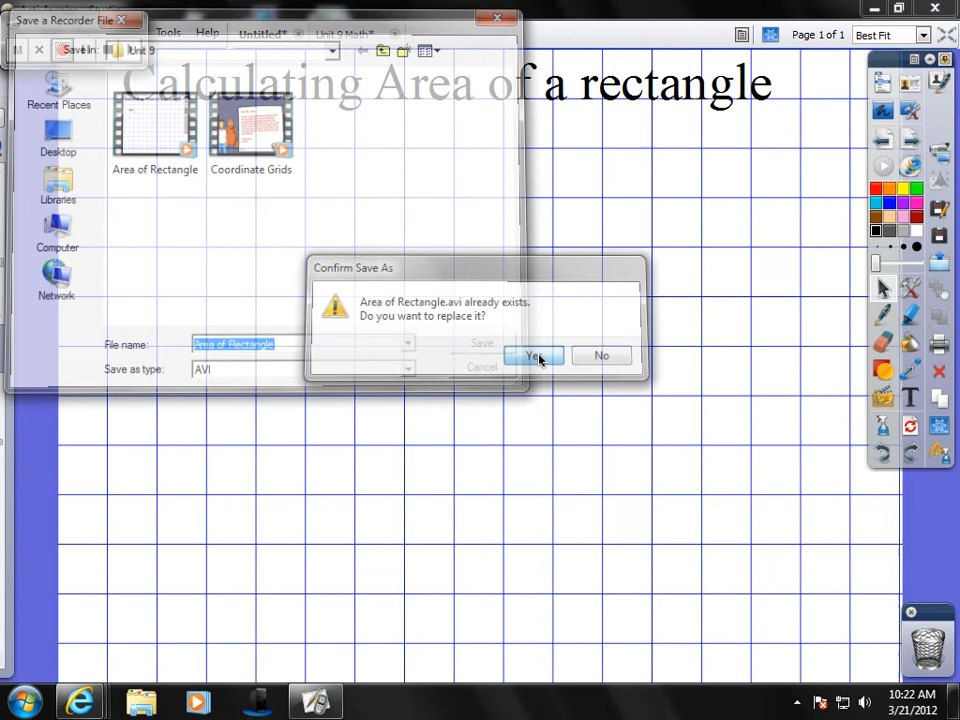 Save a Recorder File
Tools Help Untitled* Unit 9 Math*
Page 1 of 1 Best Fit
Save in: Unit 9
Calculating Area of a rectangle
Recent Places
Desktop
Libraries
Computer
Network
Area of Rectangle Coordinate Grids
Confirm Save As
Area of Rectangle.avi already exists.
Do you want to replace it?
Yes No
File name: Area of Rectangle Save
Save as type: AVI Cancel
T
10:22 AM
3/21/2012